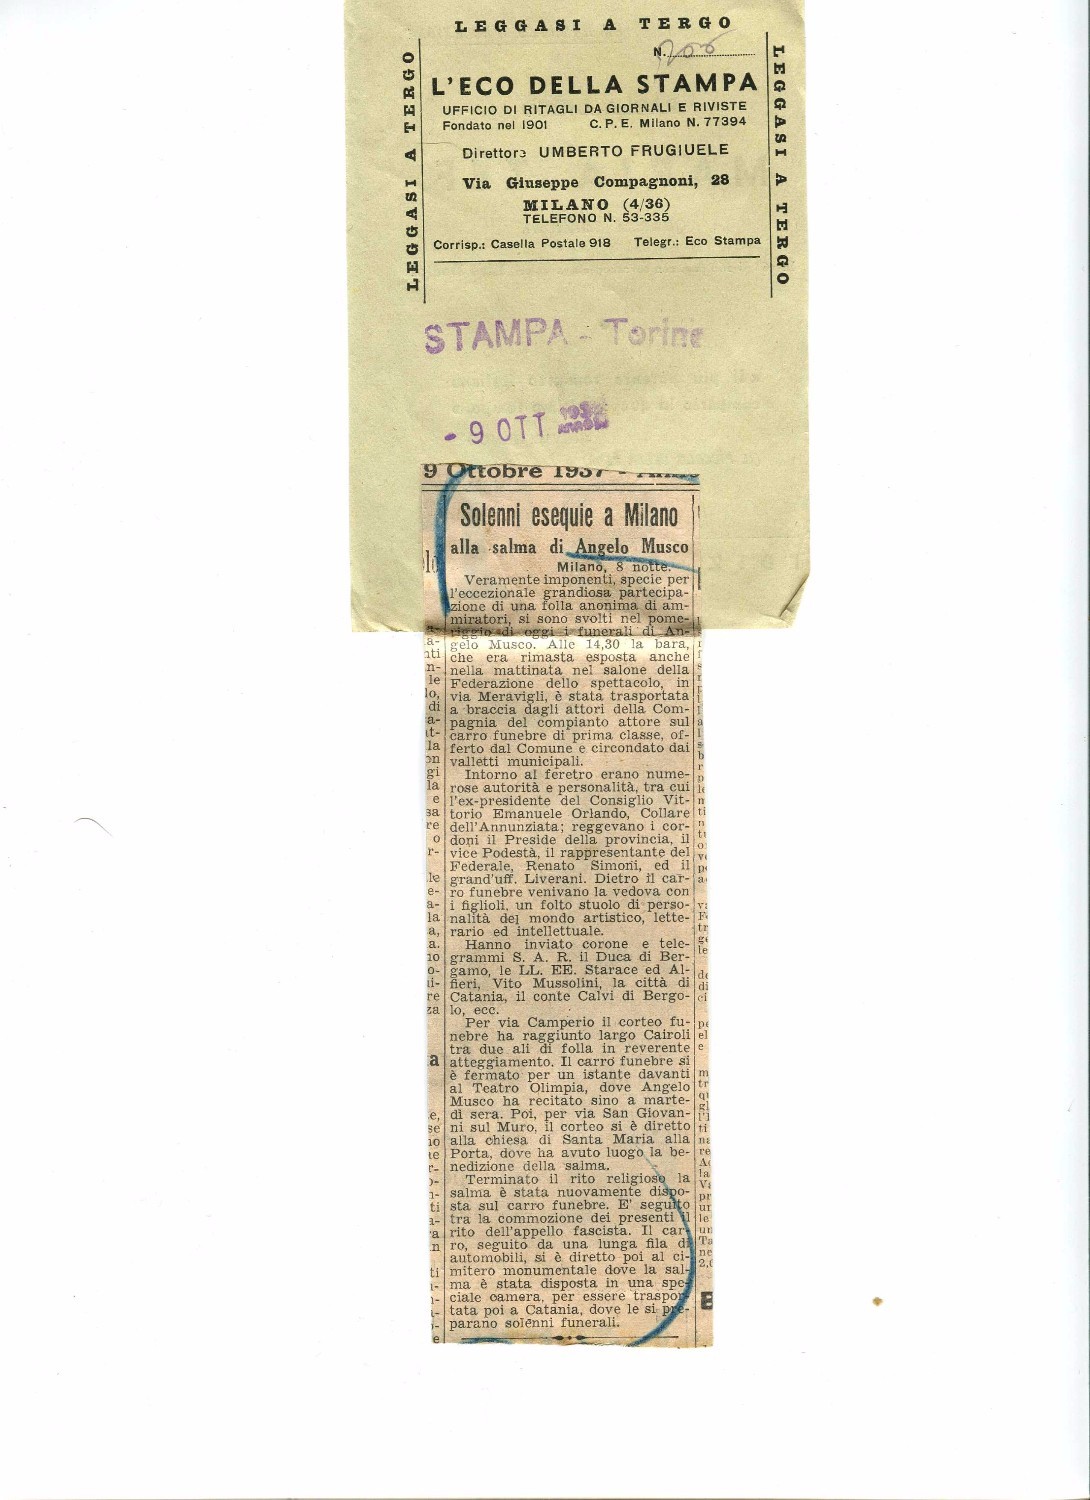 LEGGASI A TERGO
LEGGASI A TERGO
LEGGASI A TERGO
N.
L'ECO DELLA STAMPA
UFFICIO DI RITAGLI DA GIORNALI E RIVISTE
Fondato nel 1901 C.P.E. Milano N. 77394
Direttore UMBERTO FRUGIUELE
Via Giuseppe Compagnoni, 28
MILANO (4/36)
TELEFONO N. 53-335
Corrisp.: Casella Postale 918 Telegr.: Eco Stampa
STAMPA - Torino
- 9 OTT
9 Ottobre 1937 -
Solenni esequie a Milano
alla salma di Angelo Musco
Milano, 8 notte.
Veramente imponenti, specie per
l'eccezionale grandiosa partecipa-
zione di una folla anonima di am-
miratori, si sono svolti nel pome-
riggio di oggi i funerali di An-
gelo Musco. Alle 14,30 la bara,
che era rimasta esposta anche
nella mattinata nel salone della
Federazione dello spettacolo, in
via Meravigli, è stata trasportata
a braccia dagli attori della Com-
pagnia del compianto attore sul
carro funebre di prima classe, of-
ferto dal Comune e circondato dai
valletti municipali.
Intorno al feretro erano nume-
rose autorità e personalità, tra cui
l'ex-presidente del Consiglio Vit-
torio Emanuele Orlando, Collare
dell'Annunziata; reggevano i cor-
doni il Preside della provincia, il
vice Podestà, il rappresentante del
Federale, Renato Simoni, ed il
grand'uff. Liverani. Dietro il car-
ro funebre venivano la vedova con
i figlioli, un folto stuolo di perso-
nalità del mondo artistico, lette-
rario ed intellettuale.
Hanno inviato corone e tele-
grammi S. A. R. il Duca di Ber-
gamo, le LL. EE. Starace ed Al-
fieri, Vito Mussolini, la città di
Catania, il conte Calvi di Bergo-
lo, ecc.
Per via Camperio il corteo fu-
nebre ha raggiunto largo Cairoli
tra due ali di folla in reverente
atteggiamento. Il carro funebre si
è fermato per un istante davanti
al Teatro Olimpia, dove Angelo
Musco ha recitato sino a marte-
dì sera. Poi, per via San Giovan-
ni sul Muro, il corteo si è diretto
alla chiesa di Santa Maria alla
Porta, dove ha avuto luogo la be-
nedizione della salma.
Terminato il rito religioso la
salma è stata nuovamente dispo-
sta sul carro funebre. E' seguito
tra la commozione dei presenti il
rito dell'appello fascista. Il car-
ro, seguito da una lunga fila di
automobili, si è diretto poi al ci-
mitero monumentale dove la sal-
ma è stata disposta in una spe-
ciale camera, per essere traspor-
tata poi a Catania, dove le si pre-
parano solenni funerali.